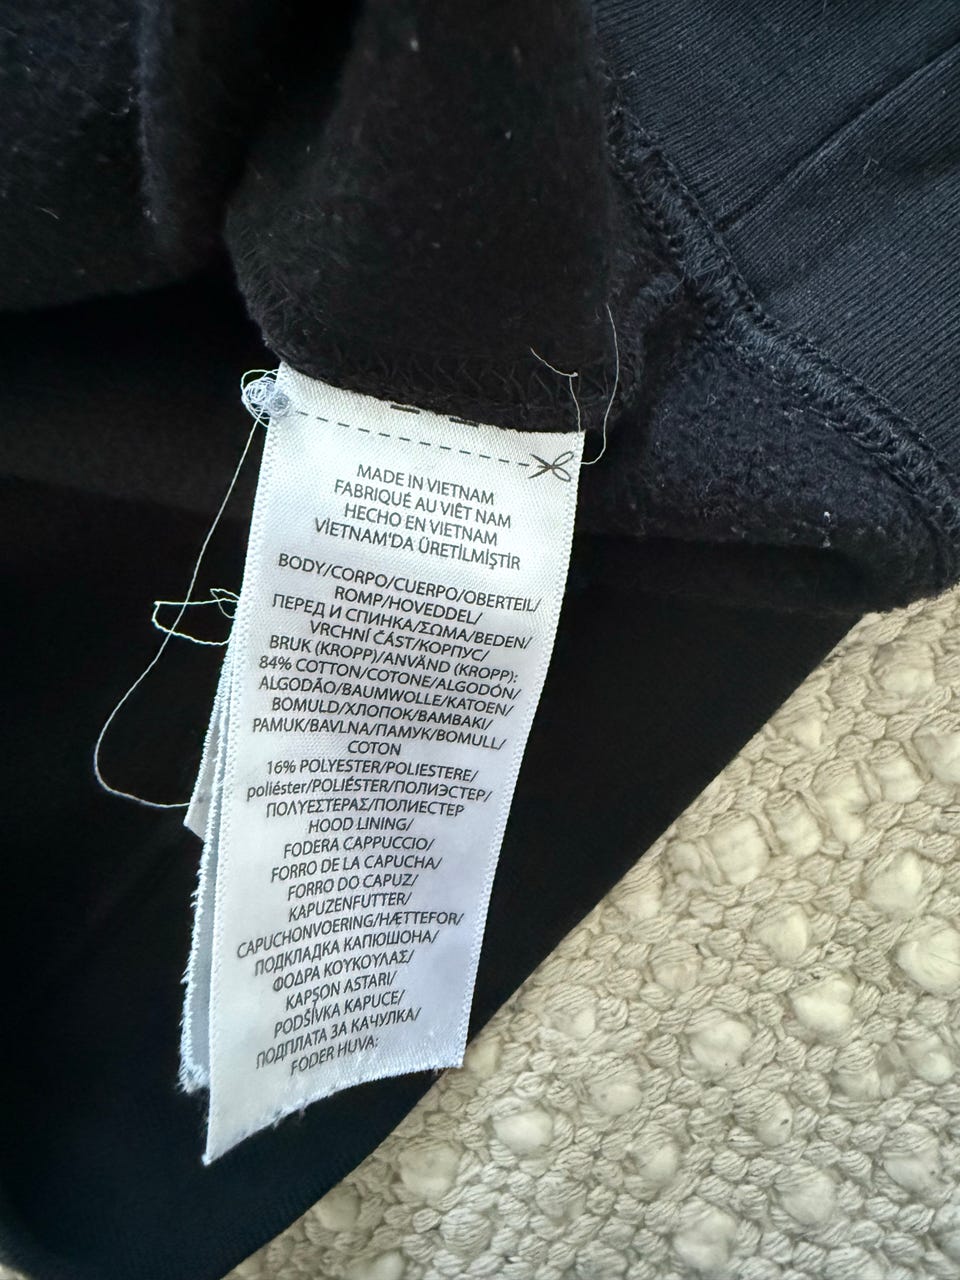 MADE IN VIETNAM
FABRIQUÉ AU VIÊT NAM
HECHO EN VIETNAM
VİETNAM'DA ÜRETİLMİŞTİR
BODY/CORPO/CUERPO/OBERTEIL/
ROMP/HOVEDDEL/
ПЕРЕД И СПИНКА/ΣΩΜΑ/BEDEN/
VRCHNÍ ČÁST/КОРПУС/
BRUK (KROPP)/ANVÄND (KROPP):
84% COTTON/COTONE/ALGODÓN/
ALGODÃO/BAUMWOLLE/KATOEN/
BOMULD/ХЛОПОК/ΒΑΜΒΑΚΙ/
PAMUK/BAVLNA/ПАМУК/BOMULL/
COTON
16% POLYESTER/POLIESTERE/
poliéster/POLIÉSTER/ПОЛИЭСТЕР/
ΠΟΛΥΕΣΤΕΡΑΣ/ПОЛИЕСТЕР
HOOD LINING/
FODERA CAPPUCCIO/
FORRO DE LA CAPUCHA/
FORRO DO CAPUZ/
KAPUZENFUTTER/
CAPUCHONVOERING/HÆTTEFOR/
ПОДКЛАДКА КАПЮШОНА/
ΦΟΔΡΑ ΚΟΥΚΟΥΛΑΣ/
KAPŞON ASTARI/
PODŠÍVKA KAPUCE/
ПОДПЛАТА ЗА КАЧУЛКА/
FODER HUVA: